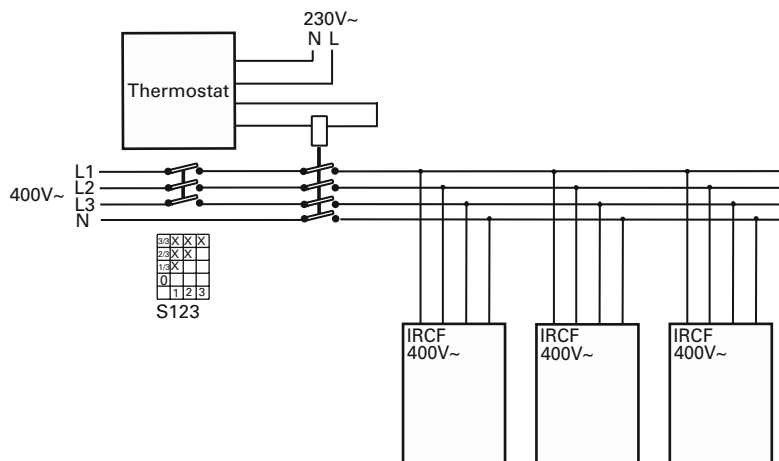 230V~
N L
Thermostat
400V~
L1
L2
L3
N
3/3 X X X
2/3 X X
1/3 X
0
1 2 3
S123
IRCF
400V~
IRCF
400V~
IRCF
400V~